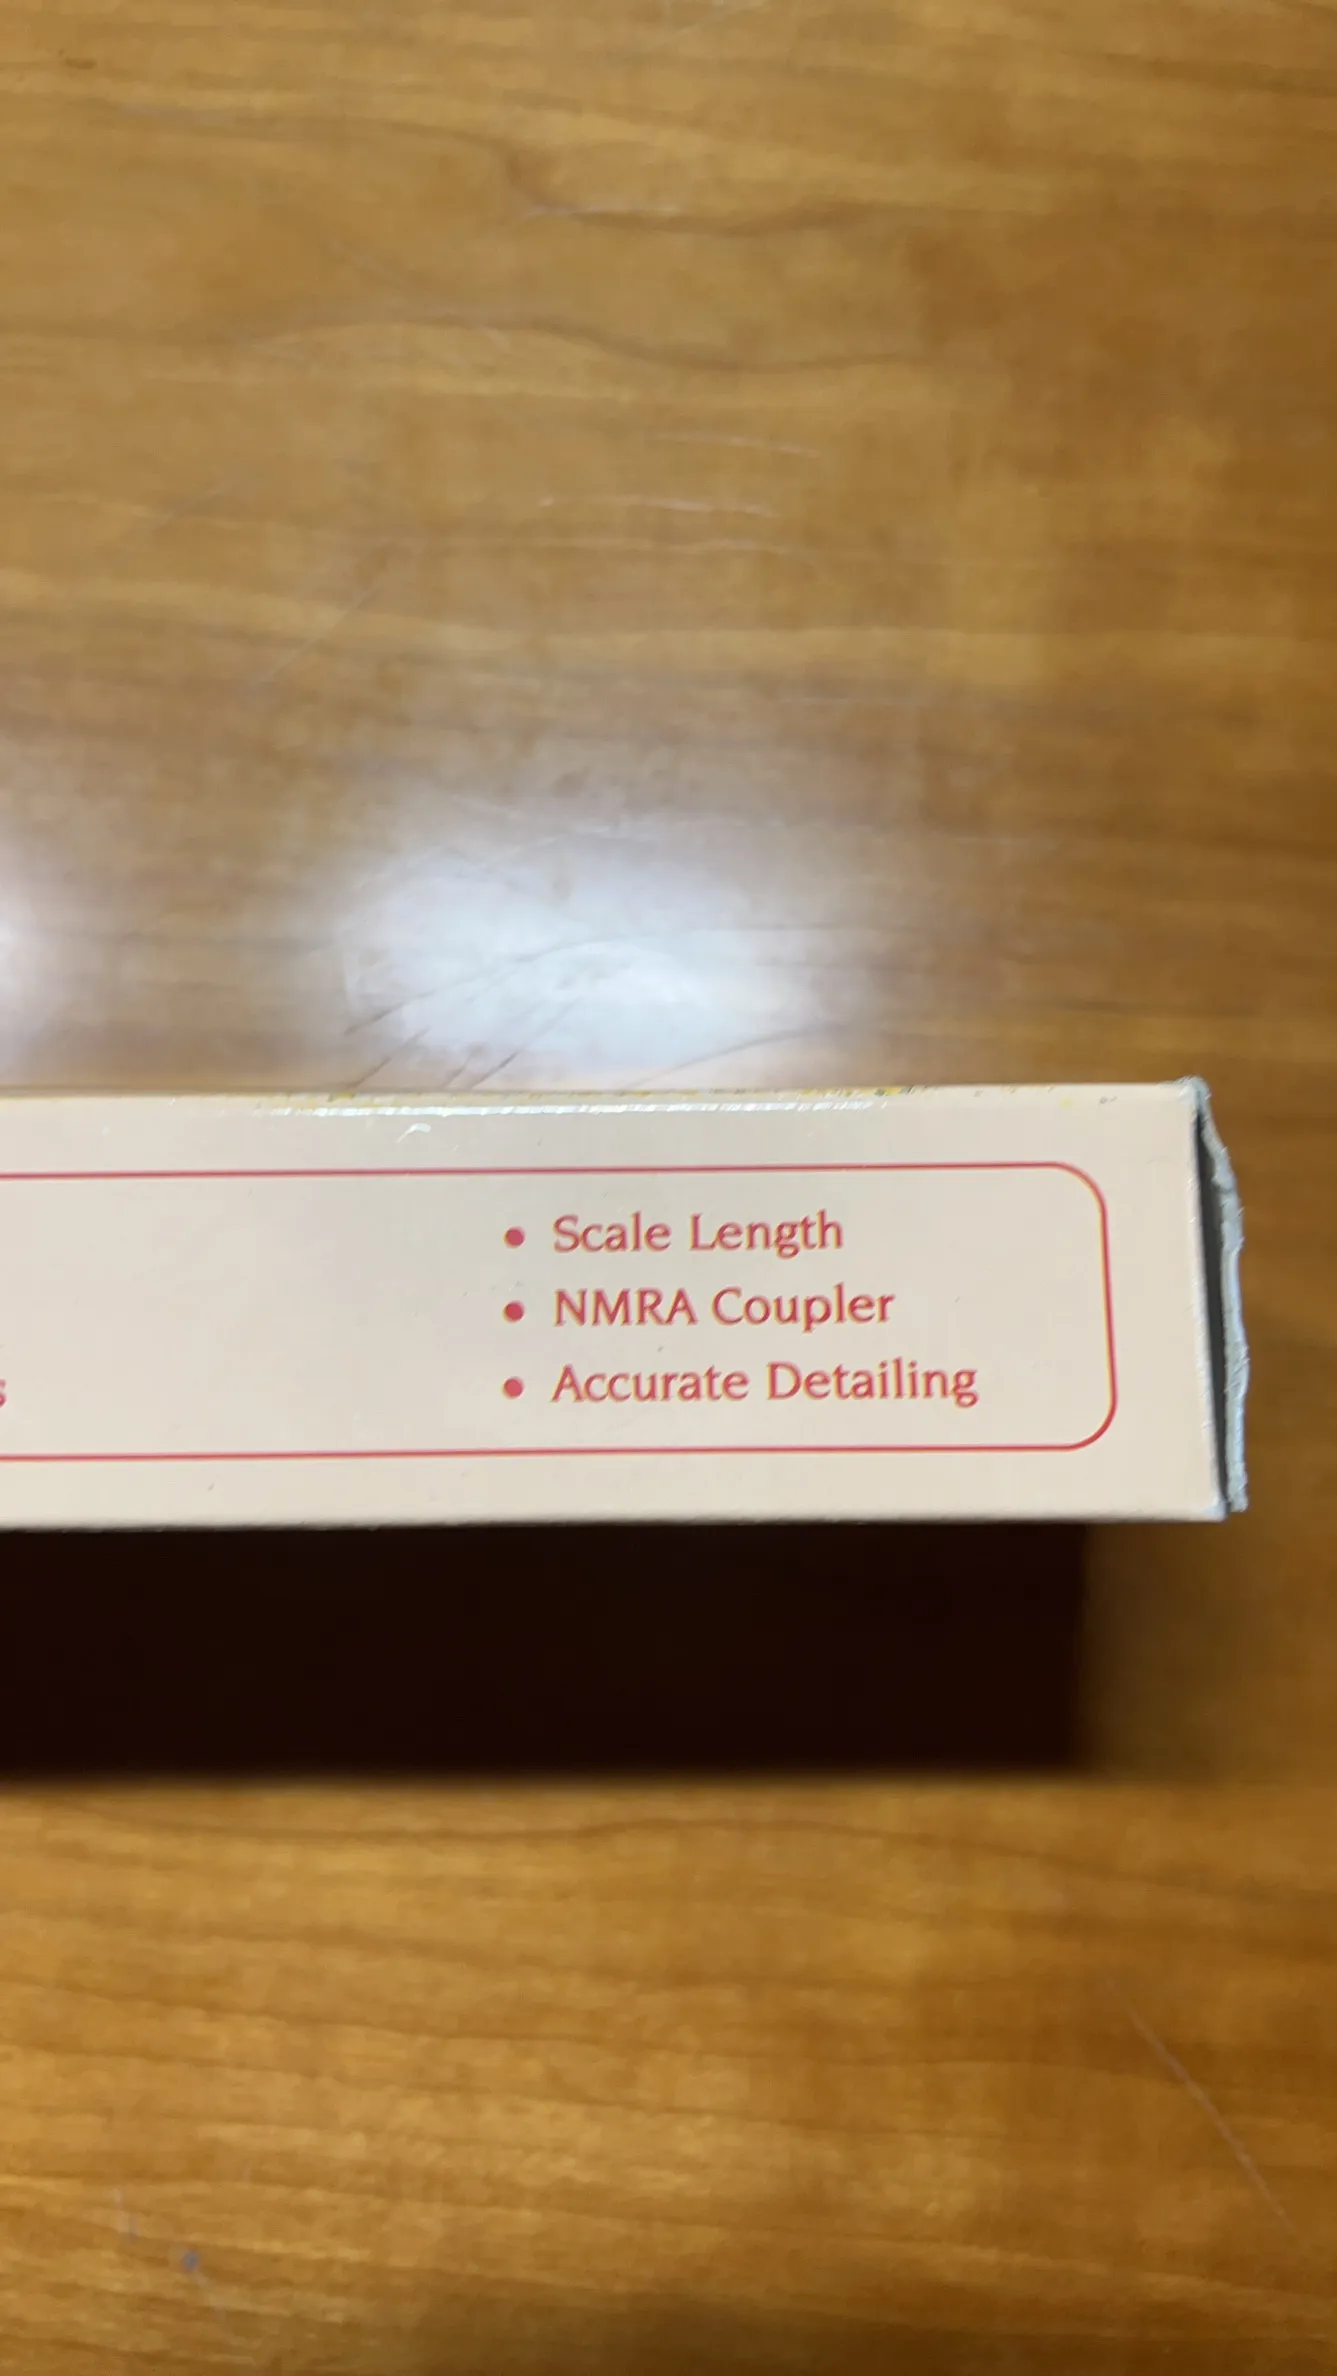 • Scale Length
• NMRA Coupler
• Accurate Detailing